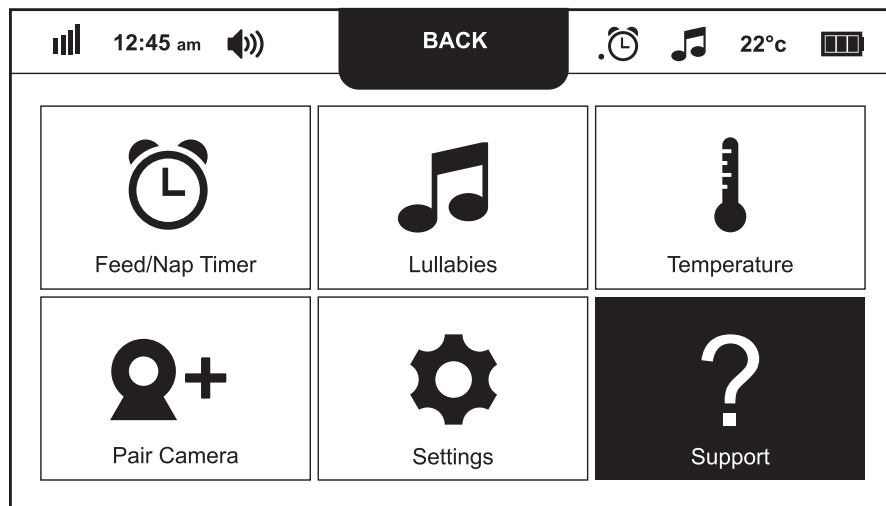 12:45 am BACK 22°c
Feed/Nap Timer Lullabies Temperature
Pair Camera Settings Support